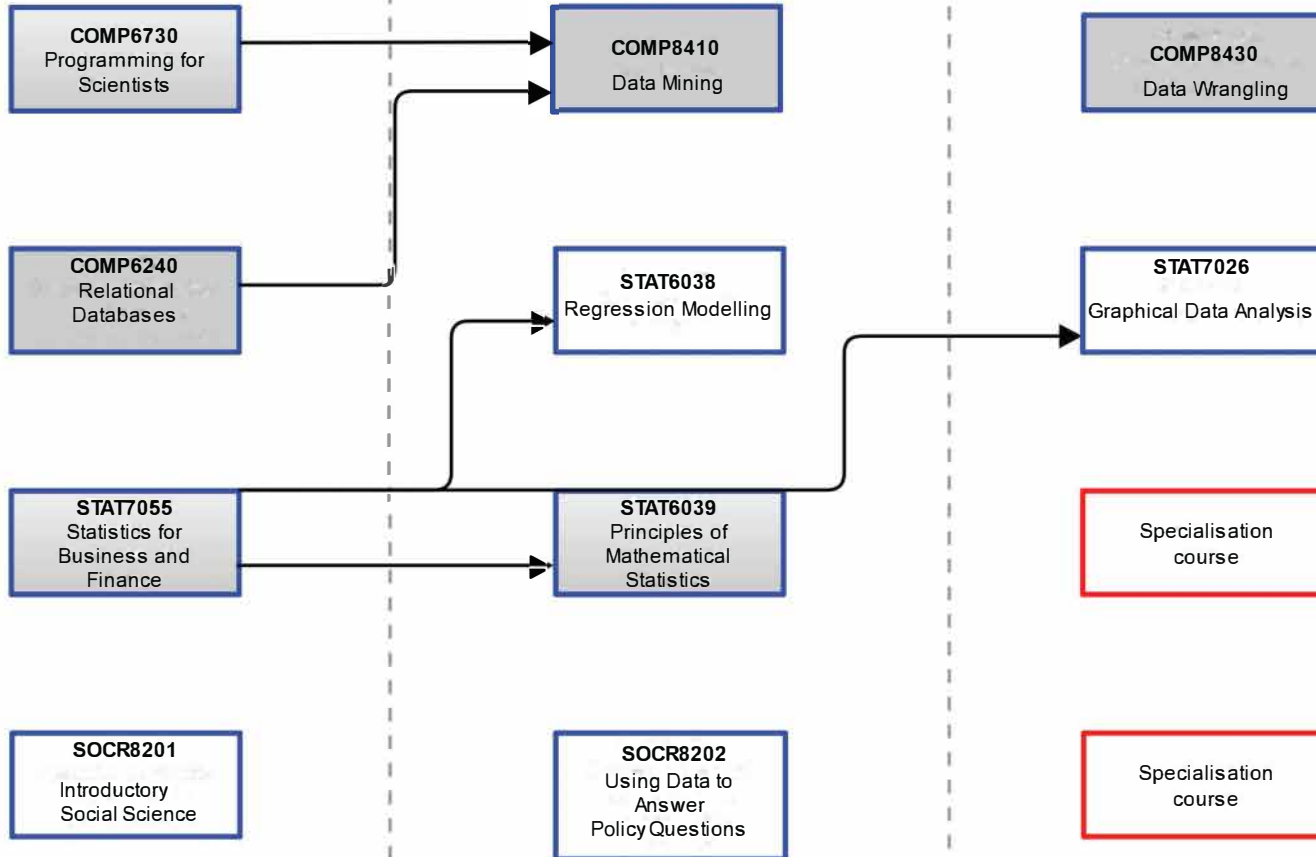 COMP6730
Programming for
Scientists
COMP8410
Data Mining
COMP8430
Data Wrangling
COMP6240
Relational
Databases
STAT6038
Regression Modelling
STAT7026
Graphical Data Analysis
STAT7055
Statistics for
Business and
Finance
STAT6039
Principles of
Mathematical
Statistics
Specialisation
course
SOCR8201
Introductory
Social Science
SOCR8202
Using Data to
Answer
Policy Questions
Specialisation
course